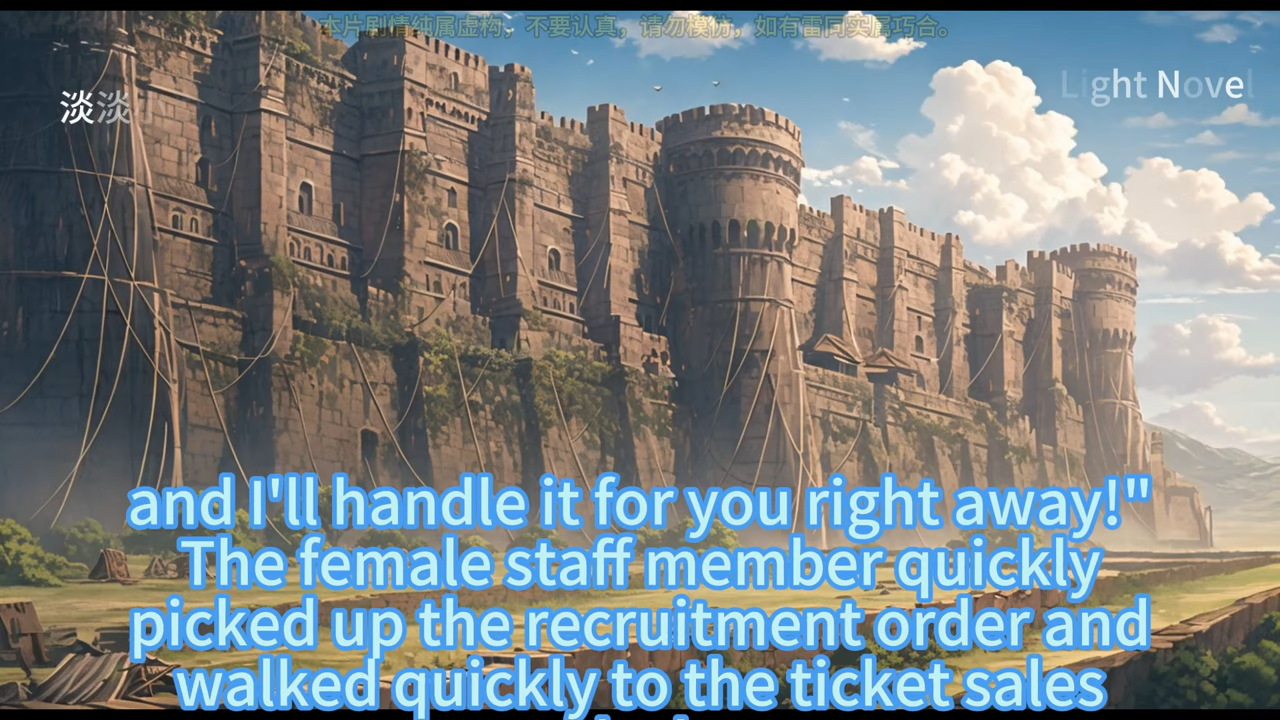 本片剧情纯属虚构，不要认真，请勿模仿，如有雷同实属巧合。
淡淡
Light Novel
and I'll handle it for you right away!"
The female staff member quickly
picked up the recruitment order and
walked quickly to the ticket sales